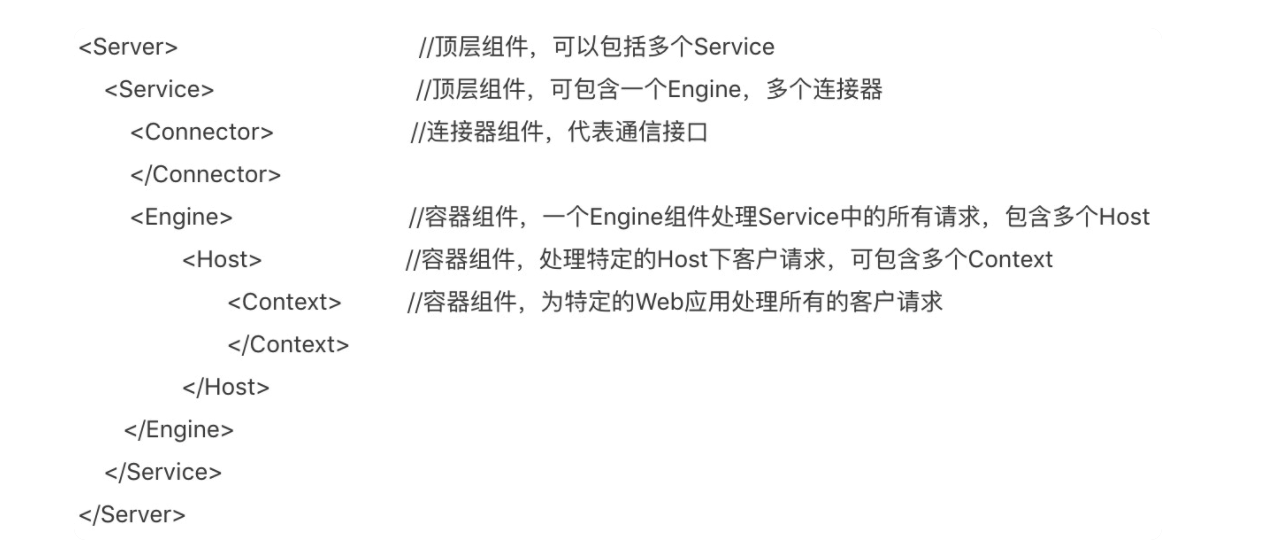 <Server> //顶层组件，可以包括多个Service
<Service> //顶层组件，可包含一个Engine，多个连接器
<Connector> //连接器组件，代表通信接口
</Connector>
<Engine> //容器组件，一个Engine组件处理Service中的所有请求，包含多个Host
<Host> //容器组件，处理特定的Host下客户请求，可包含多个Context
<Context> //容器组件，为特定的Web应用处理所有的客户请求
</Context>
</Host>
</Engine>
</Service>
</Server>